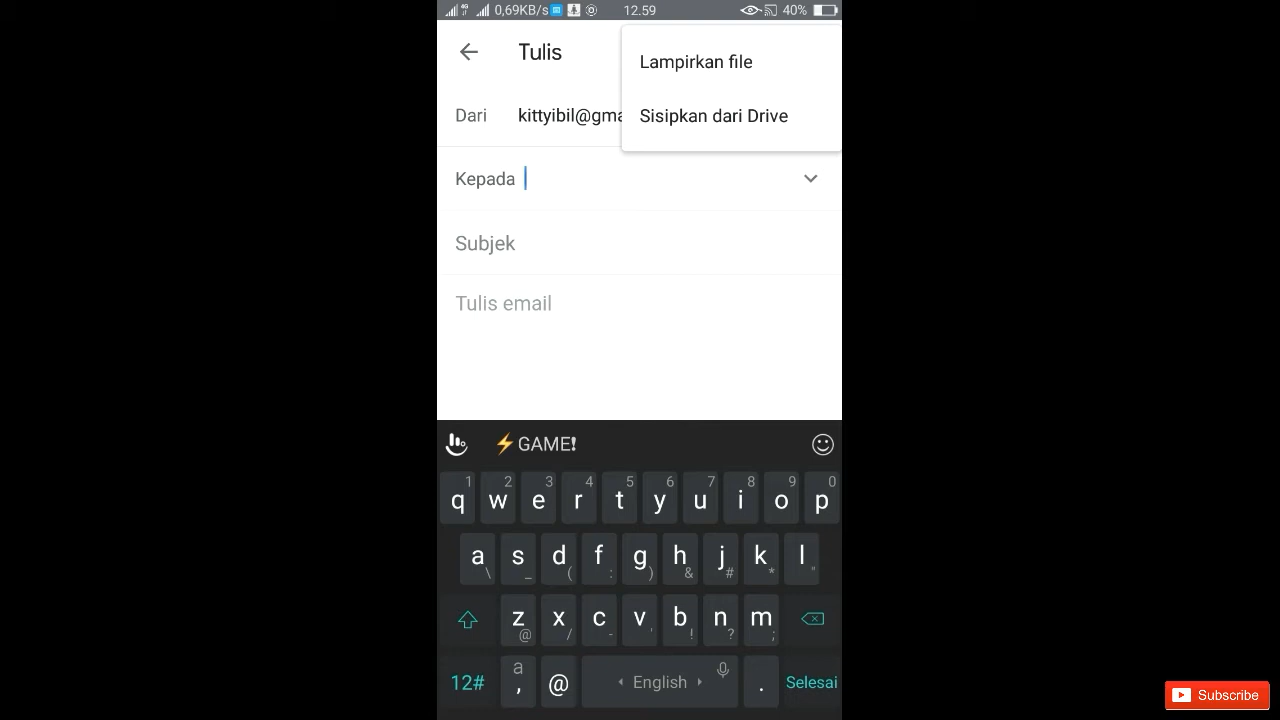 4G 0,69KB/s 12.59 40%
Tulis
Lampirkan file
Dari kittyibil@gma
Sisipkan dari Drive
Kepada
Subjek
Tulis email
⚡GAME!
1 2 3 4 5 6 7 8 9 0
q w e r t y u i o p
a s d f g h j k l
\ _ ( : ) & # * "
z x c v b n m
@ / - ' ! ? ;
12# a , @ English . Selesai
Subscribe